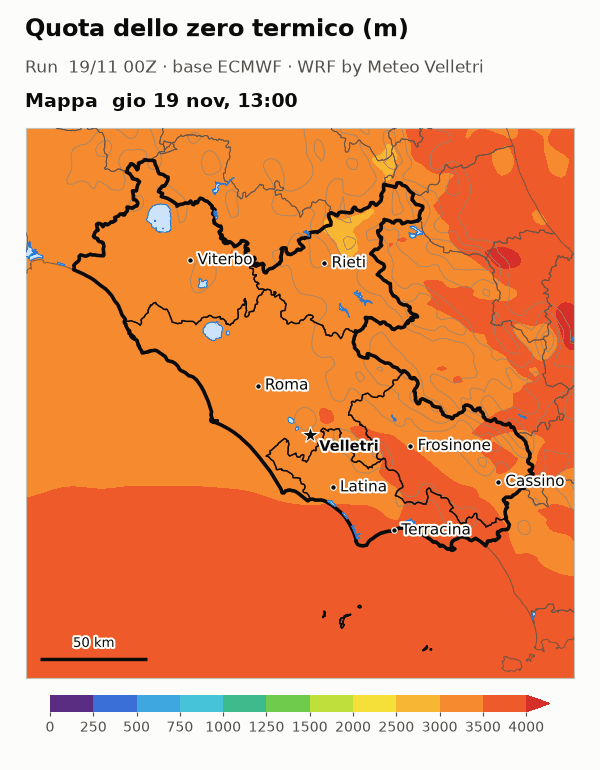 Quota dello zero termico (m)
Run  19/11 00Z · base ECMWF · WRF by Meteo Velletri
Mappa  gio 19 nov, 13:00
Viterbo
Rieti
Roma
Velletri
Frosinone
Latina
Cassino
Terracina
50 km
0 250 500 750 1000 1250 1500 2000 2500 3000 3500 4000